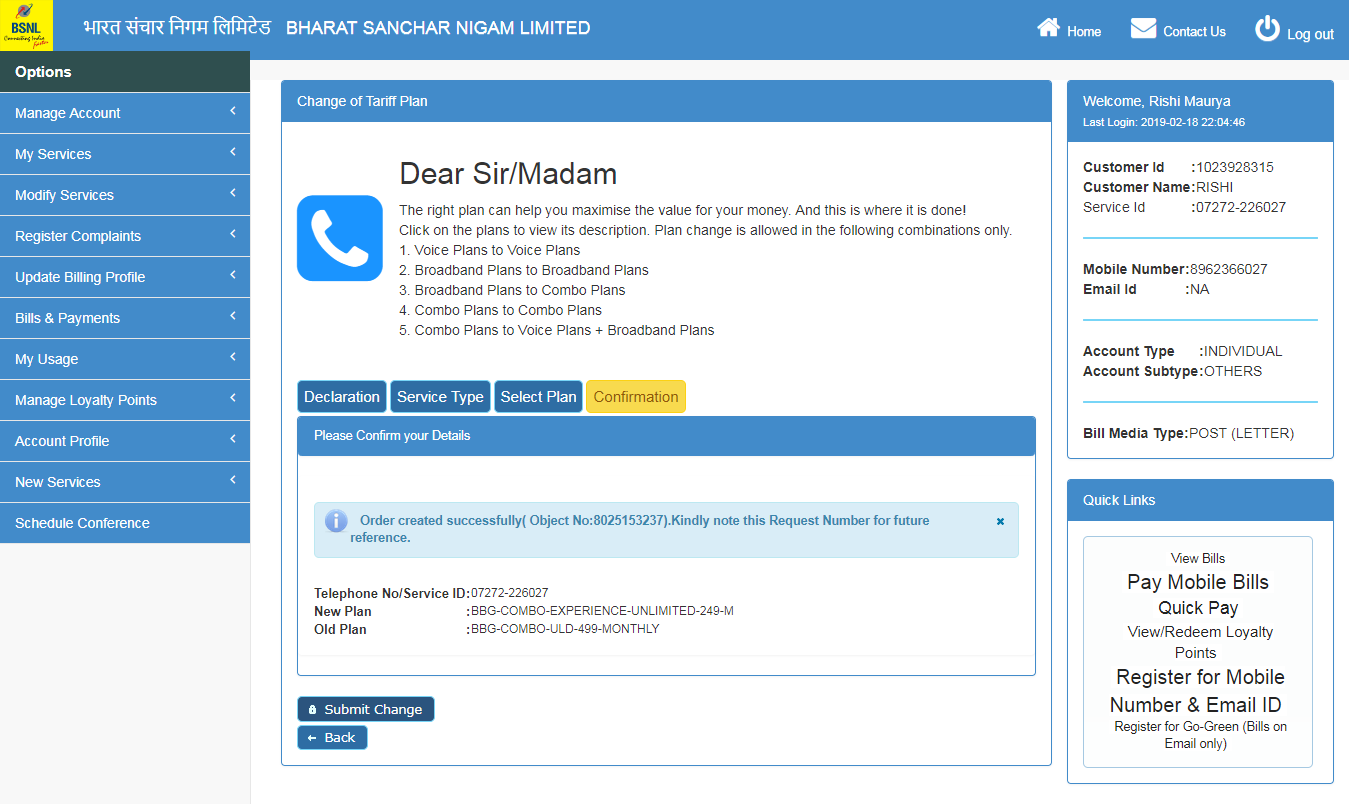 BSNL
Connecting India
भारत संचार निगम लिमिटेड BHARAT SANCHAR NIGAM LIMITED
Home
Contact Us
Log out
Options
Manage Account
My Services
Modify Services
Register Complaints
Update Billing Profile
Bills & Payments
My Usage
Manage Loyalty Points
Account Profile
New Services
Schedule Conference
Change of Tariff Plan
Dear Sir/Madam
The right plan can help you maximise the value for your money. And this is where it is done!
Click on the plans to view its description. Plan change is allowed in the following combinations only.
1. Voice Plans to Voice Plans
2. Broadband Plans to Broadband Plans
3. Broadband Plans to Combo Plans
4. Combo Plans to Combo Plans
5. Combo Plans to Voice Plans + Broadband Plans
Declaration Service Type Select Plan Confirmation
Please Confirm your Details
Order created successfully( Object No:8025153237).Kindly note this Request Number for future
reference.
Telephone No/Service ID:07272-226027
New Plan :BBG-COMBO-EXPERIENCE-UNLIMITED-249-M
Old Plan :BBG-COMBO-ULD-499-MONTHLY
Submit Change
Back
Welcome, Rishi Maurya
Last Login: 2019-02-18 22:04:46
Customer Id :1023928315
Customer Name:RISHI
Service Id :07272-226027
Mobile Number:8962366027
Email Id :NA
Account Type :INDIVIDUAL
Account Subtype:OTHERS
Bill Media Type:POST (LETTER)
Quick Links
View Bills
Pay Mobile Bills
Quick Pay
View/Redeem Loyalty
Points
Register for Mobile
Number & Email ID
Register for Go-Green (Bills on
Email only)